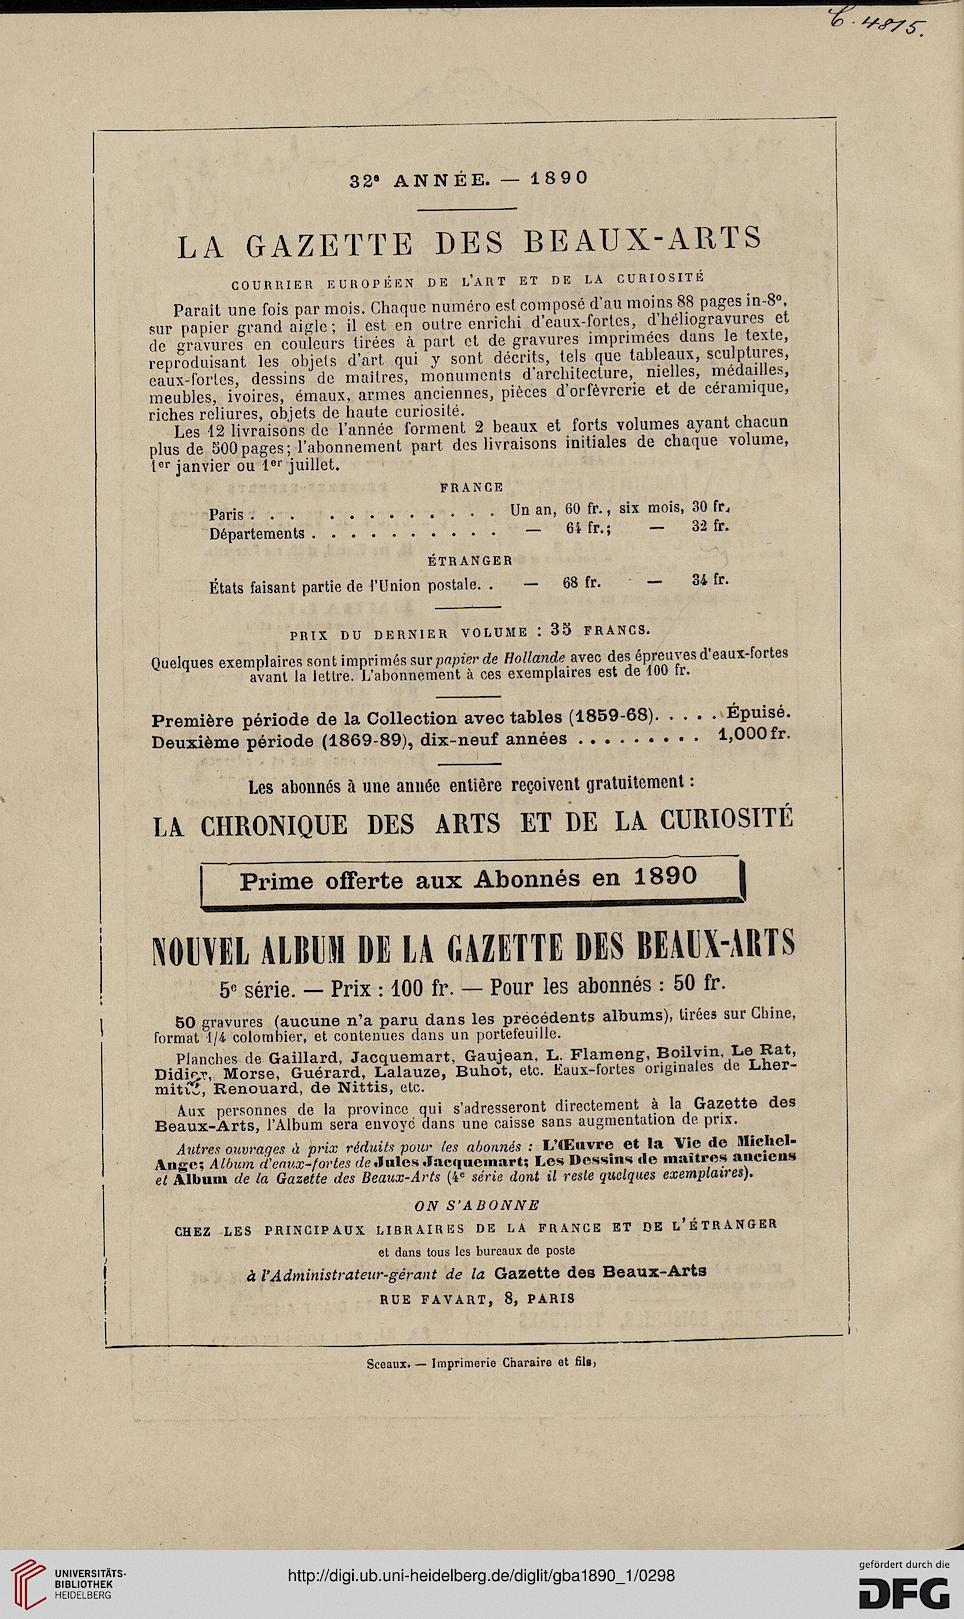 C. 4815.
32e ANNÉE. — 1890
LA GAZETTE DES BEAUX-ARTS
COURRIER EUROPÉEN DE L'ART ET DE LA CURIOSITÉ
Parait une fois par mois. Chaque numéro est composé d'au moins 88 pages in-8o,
sur papier grand aigle; il est en outre enrichi d'eaux-fortes, d'héliogravures et
de gravures en couleurs tirées à part et de gravures imprimées dans le texte,
reproduisant les objets d'art qui y sont décrits, tels que tableaux, sculptures,
eaux-fortes, dessins de maîtres, monuments d'architecture, nielles, médailles,
meubles, ivoires, émaux, armes anciennes, pièces d'orfèvrerie et de céramique,
riches reliures, objets de haute curiosité.
Les 12 livraisons de l'année forment 2 beaux et forts volumes ayant chacun
plus de 500 pages; l'abonnement part des livraisons initiales de chaque volume,
1er janvier ou 1er juillet.
FRANCE
Paris . . . . . . . . . . . . . Un an, 60 fr., six mois, 30 fr.
Départements . . . . . . . . . . — 64 fr.; — 32 fr.
ÉTRANGER
États faisant partie de l'Union postale. . — 68 fr. — 34 fr.
PRIX DU DERNIER VOLUME : 35 FRANCS.
Quelques exemplaires sont imprimés sur papier de Hollande avec des épreuves d'eaux-fortes
avant la lettre. L'abonnement à ces exemplaires est de 100 fr.
Première période de la Collection avec tables (1859-68). . . . . Épuisé.
Deuxième période (1869-89), dix-neuf années . . . . . . . . . 1,000 fr.
Les abonnés à une année entière reçoivent gratuitement :
LA CHRONIQUE DES ARTS ET DE LA CURIOSITÉ
Prime offerte aux Abonnés en 1890
NOUVEL ALBUM DE LA GAZETTE DES BEAUX-ARTS
5e série. — Prix : 100 fr. — Pour les abonnés : 50 fr.
50 gravures (aucune n'a paru dans les précédents albums), tirées sur Chine,
format 1/4 colombier, et contenues dans un portefeuille.
Planches de Gaillard, Jacquemart, Gaujean, L. Flameng, Boilvin, Le Rat,
Didier, Morse, Guérard, Lalauze, Buhot, etc. Eaux-fortes originales de Lher-
mitte, Renouard, de Nittis, etc.
Aux personnes de la province qui s'adresseront directement à la Gazette des
Beaux-Arts, l'Album sera envoyé dans une caisse sans augmentation de prix.
Autres ouvrages à prix réduits pour les abonnés : L'Œuvre et la Vie de Michel-
Ange; Album d'eaux-fortes de Jules Jacquemart; Les Dessins de maîtres anciens
et Album de la Gazette des Beaux-Arts (4e série dont il reste quelques exemplaires).
ON S'ABONNE
CHEZ LES PRINCIPAUX LIBRAIRES DE LA FRANCE ET DE L'ÉTRANGER
et dans tous les bureaux de poste
à l'Administrateur-gérant de la Gazette des Beaux-Arts
RUE FAVART, 8, PARIS
Sceaux. — Imprimerie Charaire et fils,
UNIVERSITÄTS-
BIBLIOTHEK
HEIDELBERG
http://digi.ub.uni-heidelberg.de/diglit/gba1890_1/0298
gefördert durch die
DFG